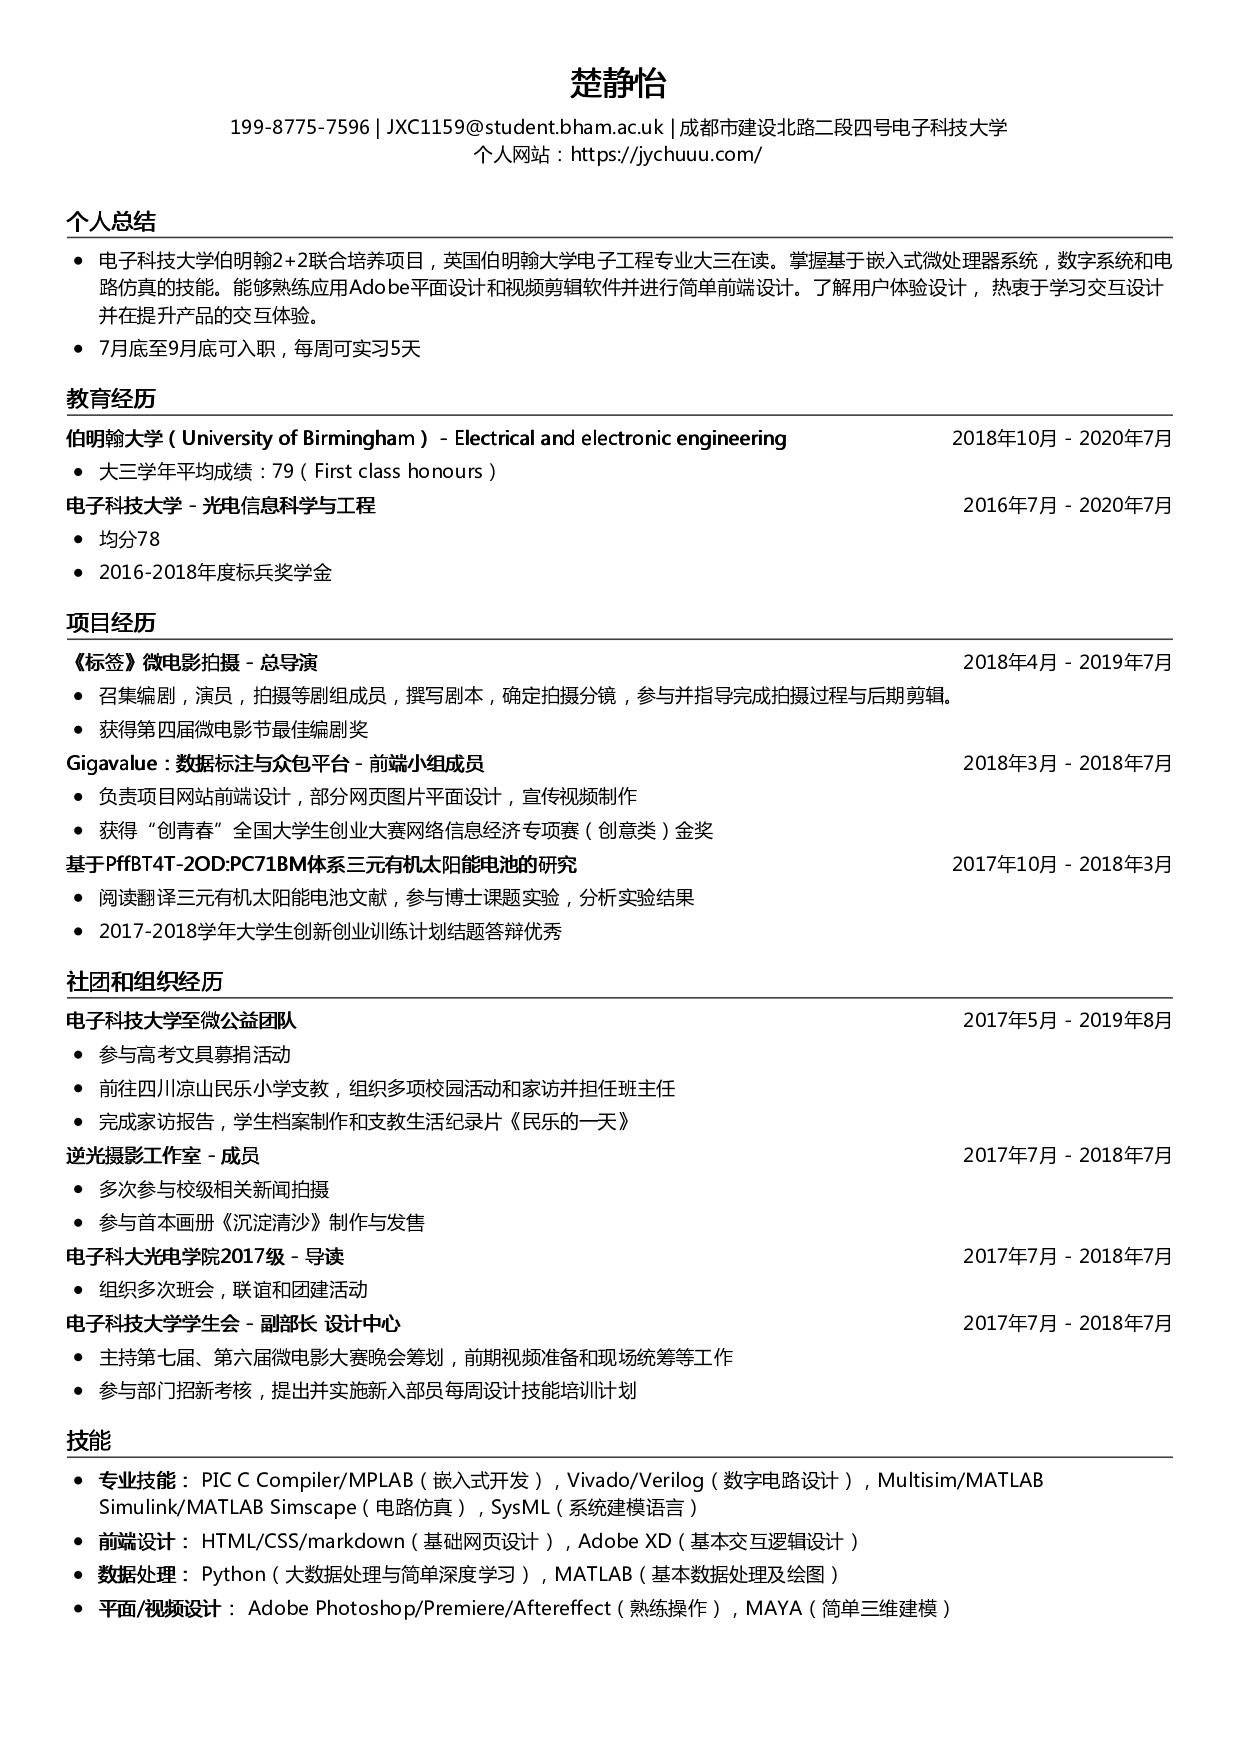 楚静怡
199-8775-7596 | JXC1159@student.bham.ac.uk | 成都市建设北路二段四号电子科技大学
个人网站：https://jychuuu.com/
个人总结
• 电子科技大学伯明翰2+2联合培养项目，英国伯明翰大学电子工程专业大三在读。掌握基于嵌入式微处理器系统，数字系统和电
路仿真的技能。能够熟练应用Adobe平面设计和视频剪辑软件并进行简单前端设计。了解用户体验设计， 热衷于学习交互设计
并在提升产品的交互体验。
• 7月底至9月底可入职，每周可实习5天
教育经历
伯明翰大学（University of Birmingham） - Electrical and electronic engineering 2018年10月 - 2020年7月
• 大三学年平均成绩：79（First class honours）
电子科技大学 - 光电信息科学与工程 2016年7月 - 2020年7月
• 均分78
• 2016-2018年度标兵奖学金
项目经历
《标签》微电影拍摄 - 总导演 2018年4月 - 2019年7月
• 召集编剧，演员，拍摄等剧组成员，撰写剧本，确定拍摄分镜，参与并指导完成拍摄过程与后期剪辑。
• 获得第四届微电影节最佳编剧奖
Gigavalue：数据标注与众包平台 - 前端小组成员 2018年3月 - 2018年7月
• 负责项目网站前端设计，部分网页图片平面设计，宣传视频制作
• 获得“创青春”全国大学生创业大赛网络信息经济专项赛（创意类）金奖
基于PffBT4T-2OD:PC71BM体系三元有机太阳能电池的研究 2017年10月 - 2018年3月
• 阅读翻译三元有机太阳能电池文献，参与博士课题实验，分析实验结果
• 2017-2018学年大学生创新创业训练计划结题答辩优秀
社团和组织经历
电子科技大学至微公益团队 2017年5月 - 2019年8月
• 参与高考文具募捐活动
• 前往四川凉山民乐小学支教，组织多项校园活动和家访并担任班主任
• 完成家访报告，学生档案制作和支教生活纪录片《民乐的一天》
逆光摄影工作室 - 成员 2017年7月 - 2018年7月
• 多次参与校级相关新闻拍摄
• 参与首本画册《沉淀清沙》制作与发售
电子科大光电学院2017级 - 导读 2017年7月 - 2018年7月
• 组织多次班会，联谊和团建活动
电子科技大学学生会 - 副部长 设计中心 2017年7月 - 2018年7月
• 主持第七届、第六届微电影大赛晚会筹划，前期视频准备和现场统筹等工作
• 参与部门招新考核，提出并实施新入部员每周设计技能培训计划
技能
• 专业技能： PIC C Compiler/MPLAB（嵌入式开发），Vivado/Verilog（数字电路设计），Multisim/MATLAB
Simulink/MATLAB Simscape（电路仿真），SysML（系统建模语言）
• 前端设计： HTML/CSS/markdown（基础网页设计），Adobe XD（基本交互逻辑设计）
• 数据处理： Python（大数据处理与简单深度学习），MATLAB（基本数据处理及绘图）
• 平面/视频设计： Adobe Photoshop/Premiere/Aftereffect（熟练操作），MAYA（简单三维建模）